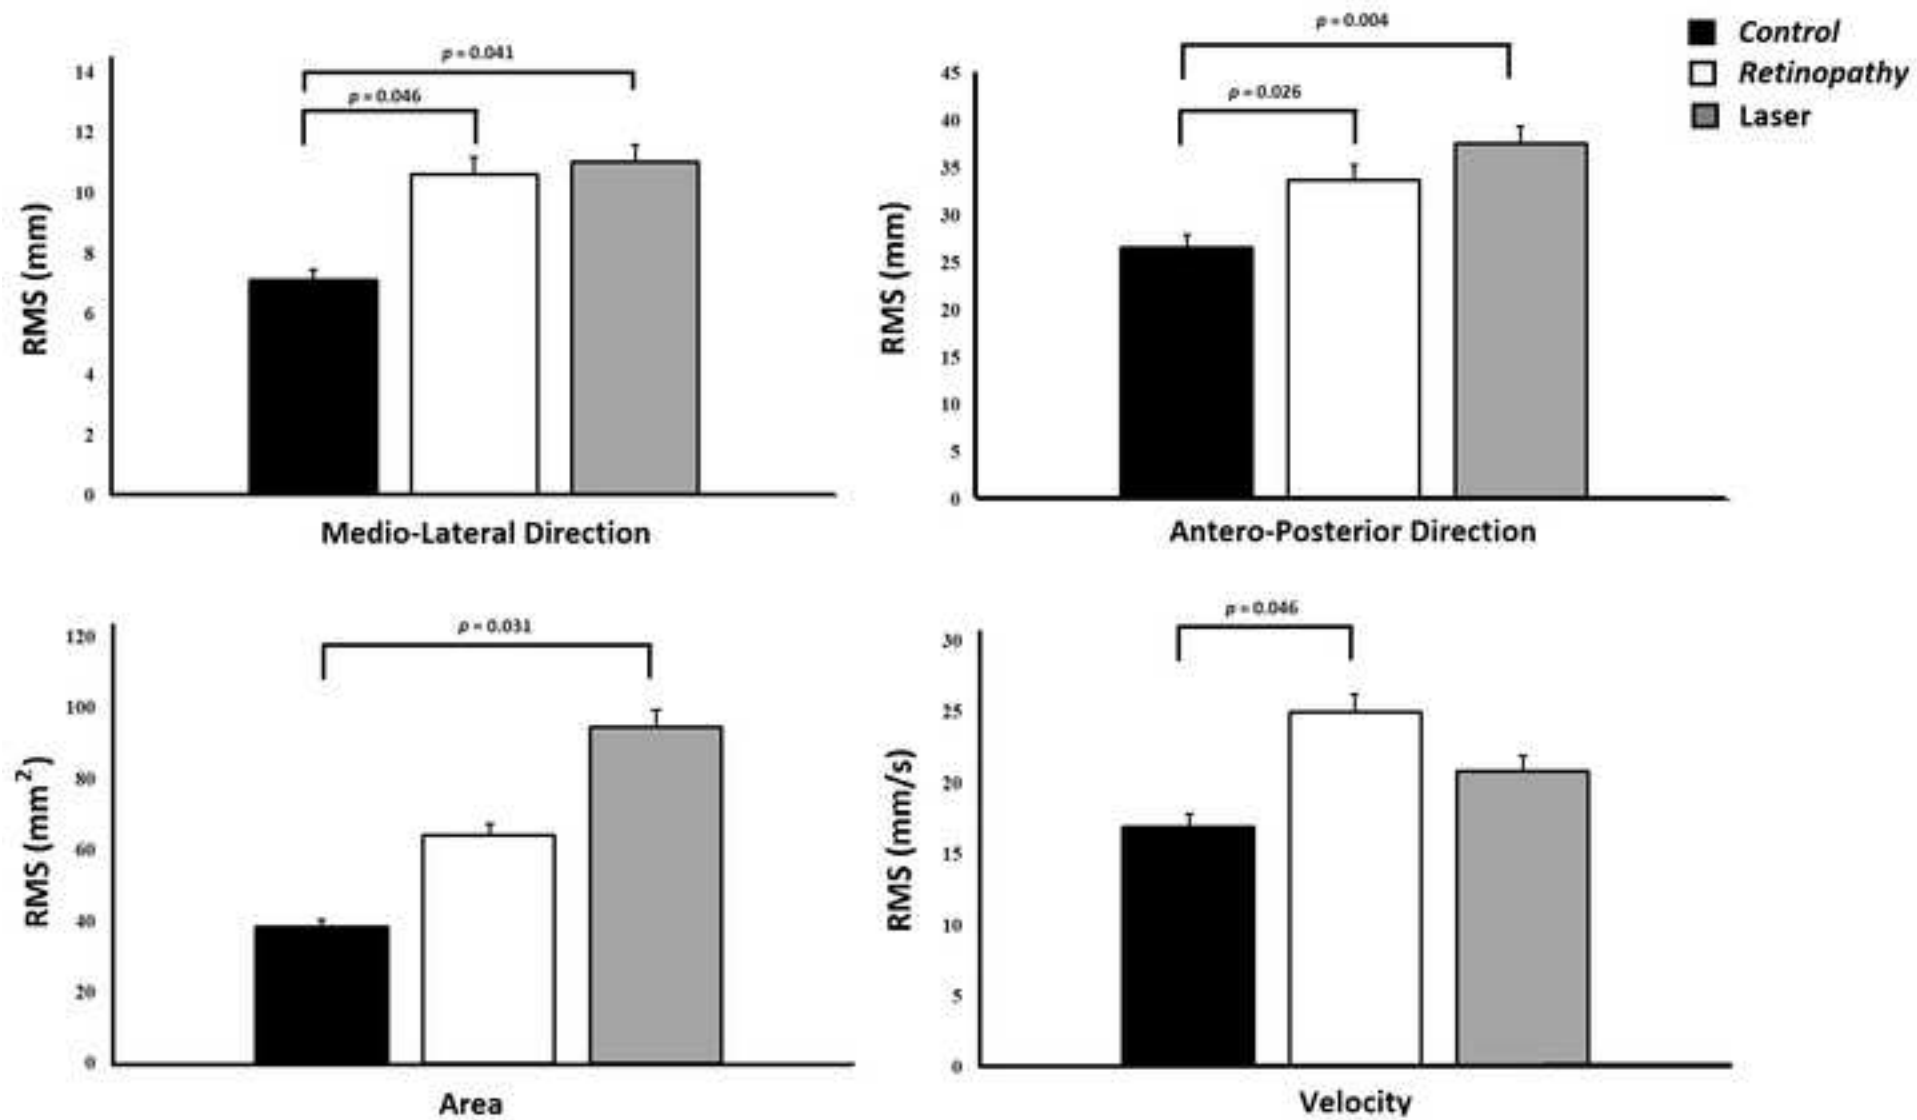 p = 0.041
p = 0.046
14
12
10
8
6
4
2
0
RMS (mm)
Medio-Lateral Direction
p = 0.004
p = 0.026
45
40
35
30
25
20
15
10
5
0
RMS (mm)
Antero-Posterior Direction
Control
Retinopathy
Laser
p = 0.031
120
100
80
60
40
20
0
RMS (mm²)
Area
p = 0.046
30
25
20
15
10
5
0
RMS (mm/s)
Velocity